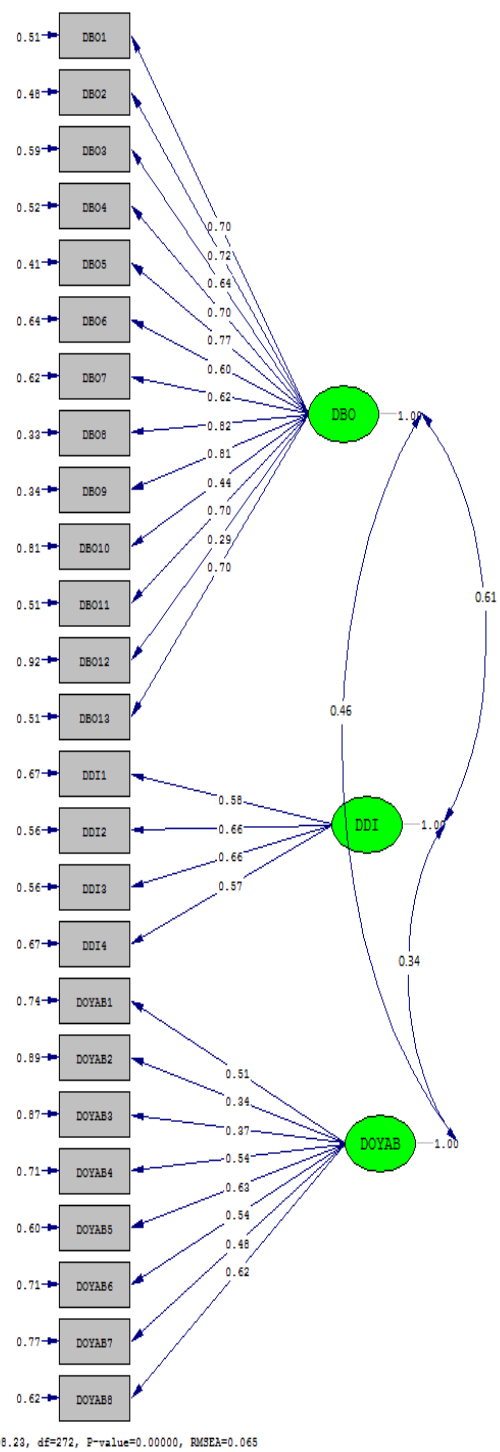 0.51 DBO1
0.48 DBO2
0.59 DBO3
0.52 DBO4
0.41 DBO5
0.64 DBO6
0.62 DBO7
0.33 DBO8
0.34 DBO9
0.81 DBO10
0.51 DBO11
0.92 DBO12
0.51 DBO13
0.67 DDI1
0.56 DDI2
0.56 DDI3
0.67 DDI4
0.74 DOYAB1
0.89 DOYAB2
0.87 DOYAB3
0.71 DOYAB4
0.60 DOYAB5
0.71 DOYAB6
0.77 DOYAB7
0.62 DOYAB8
0.70
0.72
0.64
0.70
0.77
0.60
0.62
0.82
0.81
0.44
0.70
0.29
0.70
DBO 1.00
0.61
0.46
0.58
0.66
0.66
0.57
DDI 1.00
0.34
0.51
0.34
0.37
0.54
0.63
0.54
0.48
0.62
DOYAB 1.00
8.23, df=272, P-value=0.00000, RMSEA=0.065